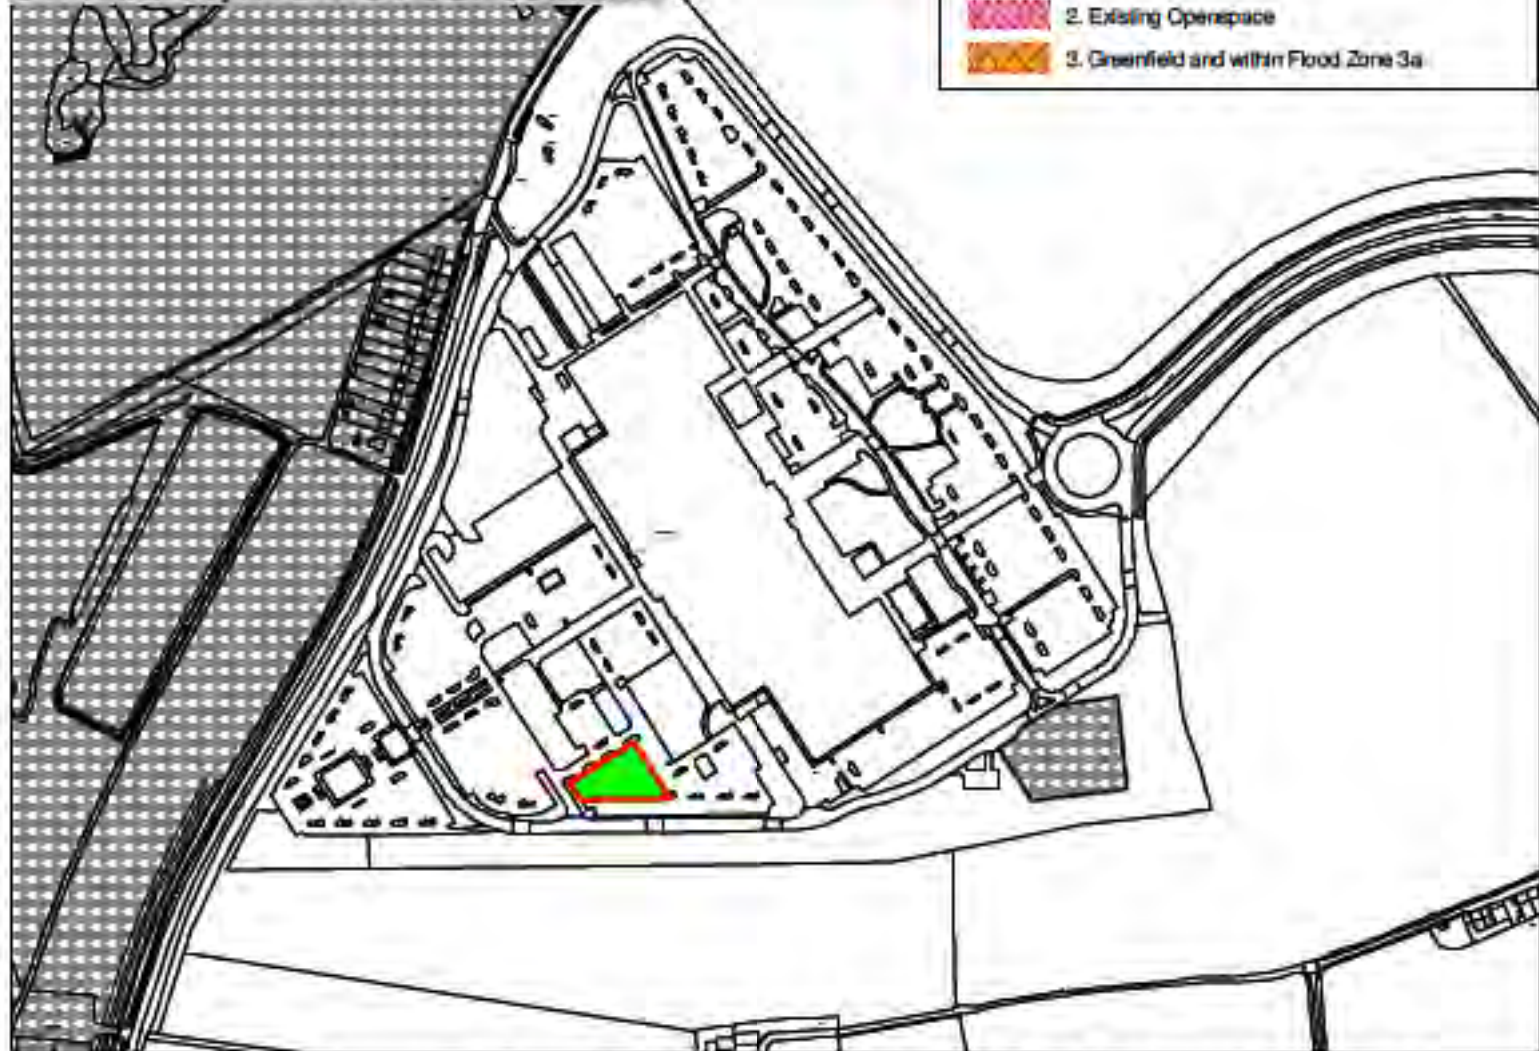 2. Existing Openspace
3. Greenfield and within Flood Zone 3a